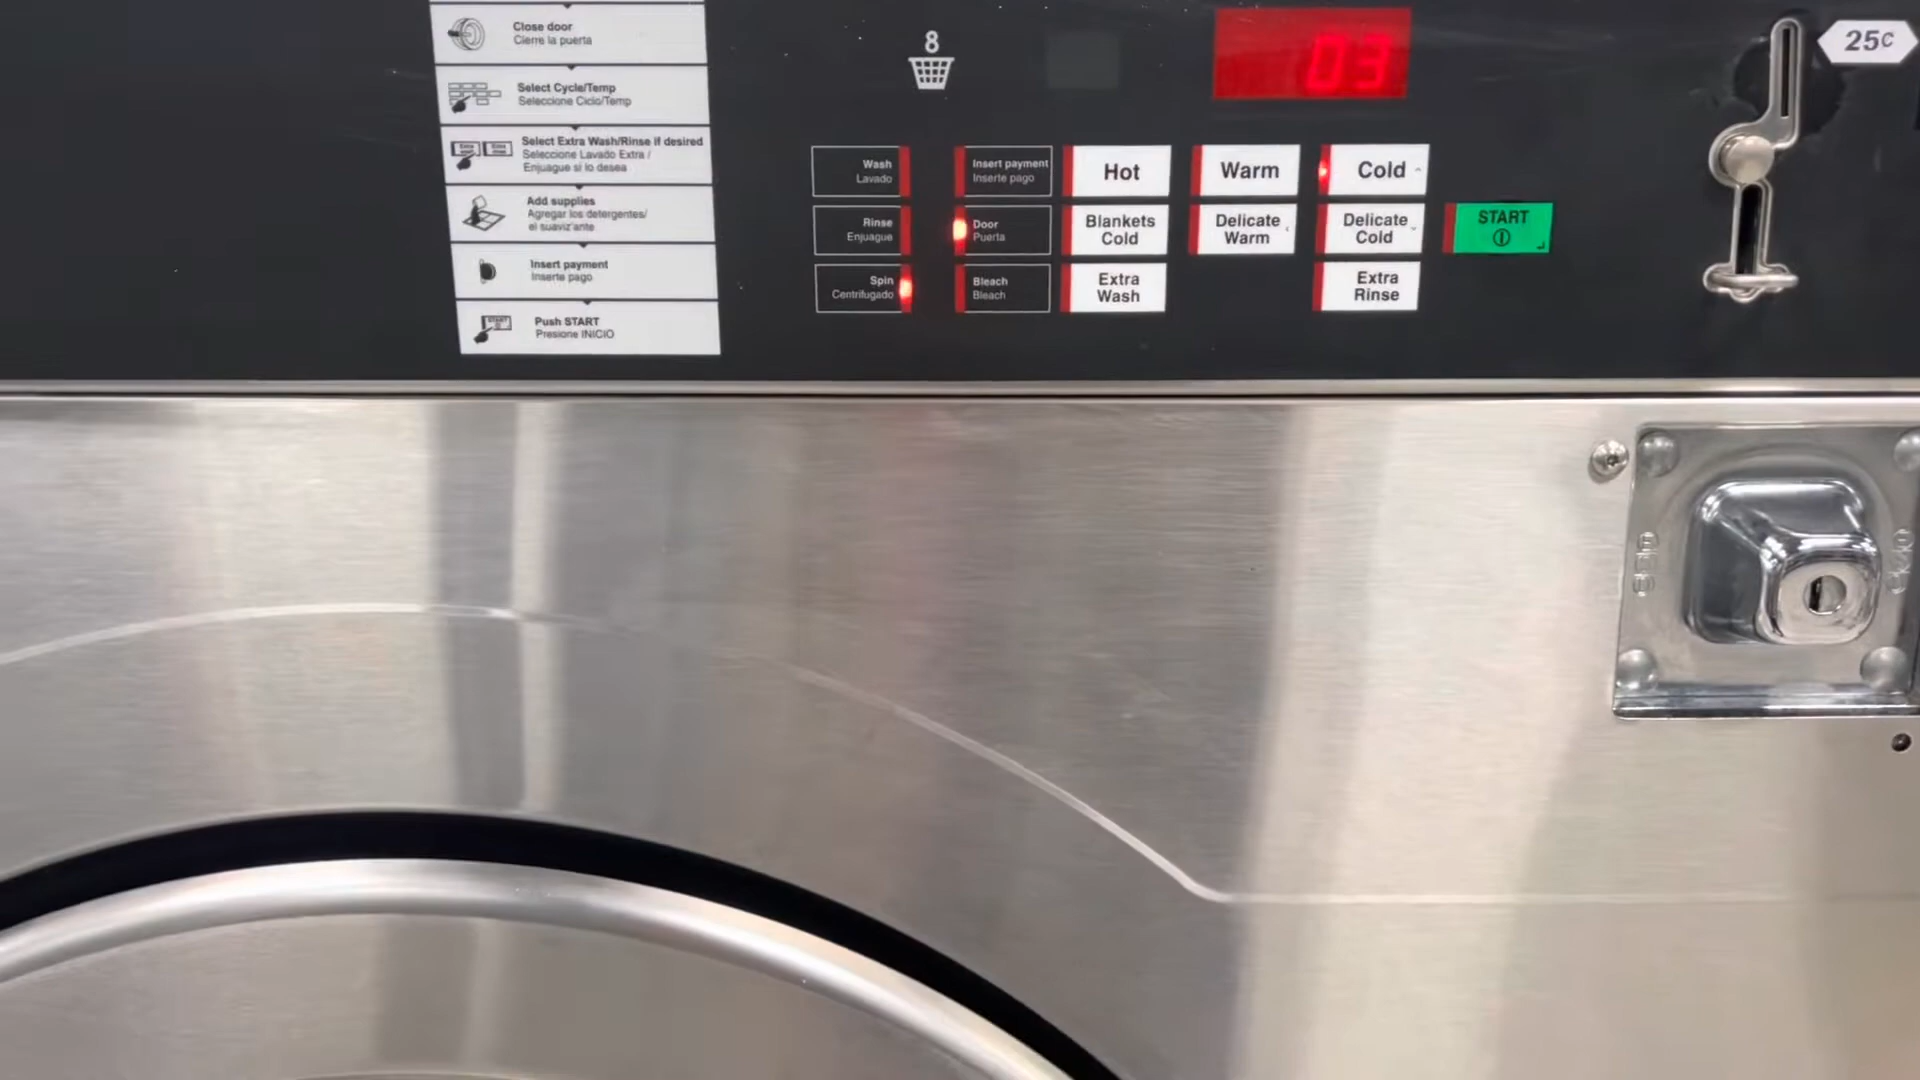 Close door
Cierre la puerta
Select Cycle/Temp
Seleccione Ciclo/Temp
Select Extra Wash/Rinse if desired
Seleccione Lavado Extra /
Enjuague si lo desea
Add supplies
Agregar los detergentes/
el suaviz'ante
Insert payment
Inserte pago
Push START
Presione INICIO
8
03
25¢
Wash
Lavado
Insert payment
Inserte pago
Hot
Warm
Cold
Rinse
Enjuague
Door
Puerta
Blankets
Cold
Delicate
Warm
Delicate
Cold
START
Spin
Centrifugado
Bleach
Bleach
Extra
Wash
Extra
Rinse